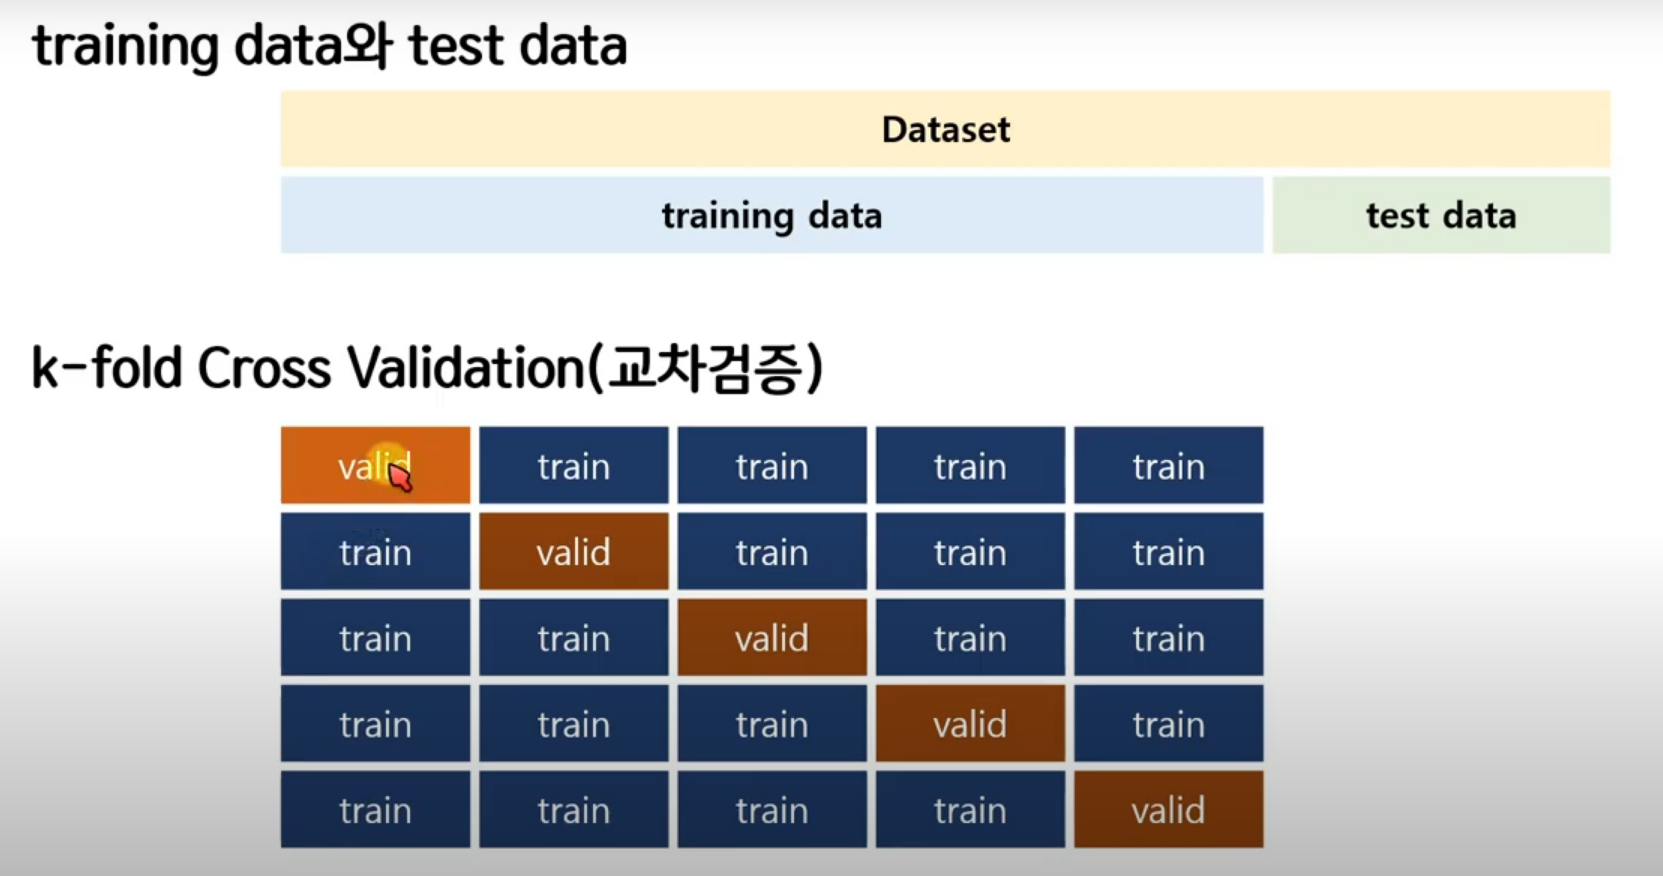 training data와 test data
Dataset
training data test data
k-fold Cross Validation(교차검증)
valid train train train train
train valid train train train
train train valid train train
train train train valid train
train train train train valid